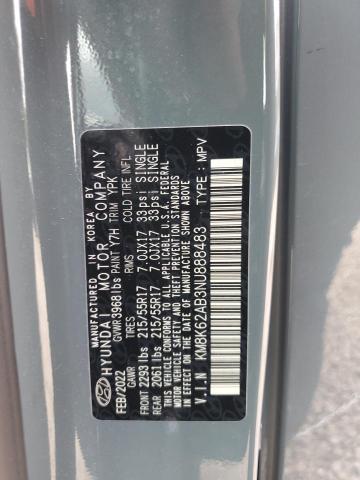 MANUFACTURED IN KOREA BY
HYUNDAI MOTOR COMPANY
FEB/2022 GVWR 3968lbs PAINT Y7H TRIM YPK
GAWR TIRES RIMS COLD TIRE INFL.
FRONT 2293 lbs 215/55R17 7.0JX17 33psi SINGLE
REAR 2061 lbs 215/55R17 7.0JX17 33psi SINGLE
THIS VEHICLE CONFORMS TO ALL APPLICABLE U.S.A. FEDERAL
MOTOR VEHICLE SAFETY, BUMPER, AND THEFT PREVENTION STANDARDS
IN EFFECT ON THE DATE OF MANUFACTURE SHOWN ABOVE.
V.I.N : KM8K62AB3NU888483 TYPE : MPV